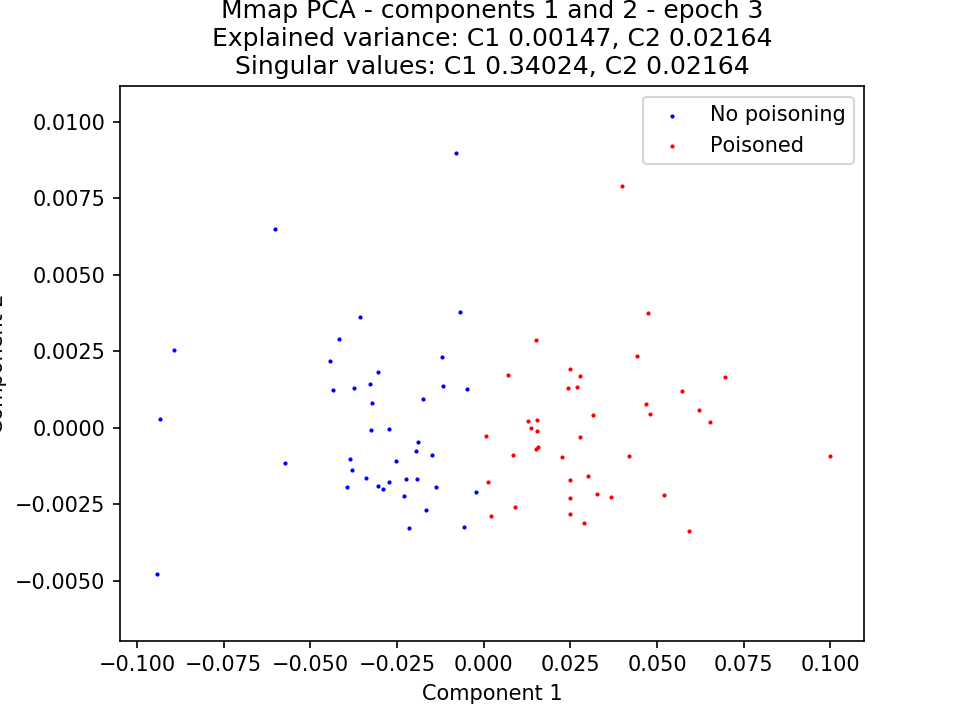 Mmap PCA - components 1 and 2 - epoch 3
Explained variance: C1 0.00147, C2 0.02164
Singular values: C1 0.34024, C2 0.02164
No poisoning
Poisoned
0.0100
0.0075
0.0050
0.0025
0.0000
−0.0025
−0.0050
−0.100 −0.075 −0.050 −0.025 0.000 0.025 0.050 0.075 0.100
Component 1